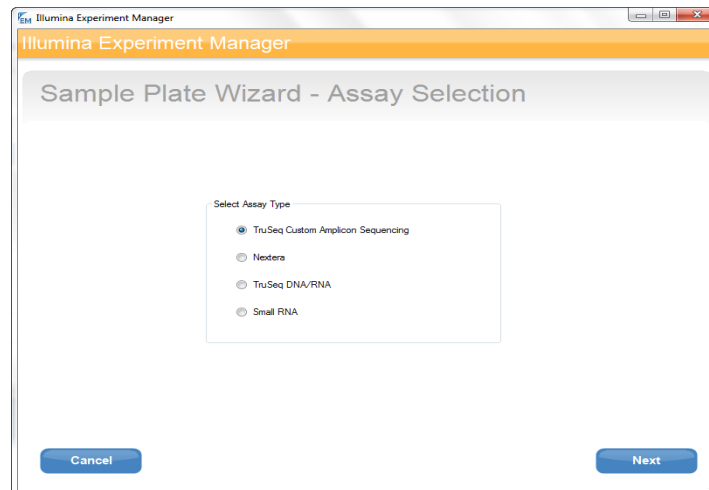 EM Illumina Experiment Manager
Illumina Experiment Manager
Sample Plate Wizard - Assay Selection
Select Assay Type
TruSeq Custom Amplicon Sequencing
Nextera
TruSeq DNA/RNA
Small RNA
Cancel
Next